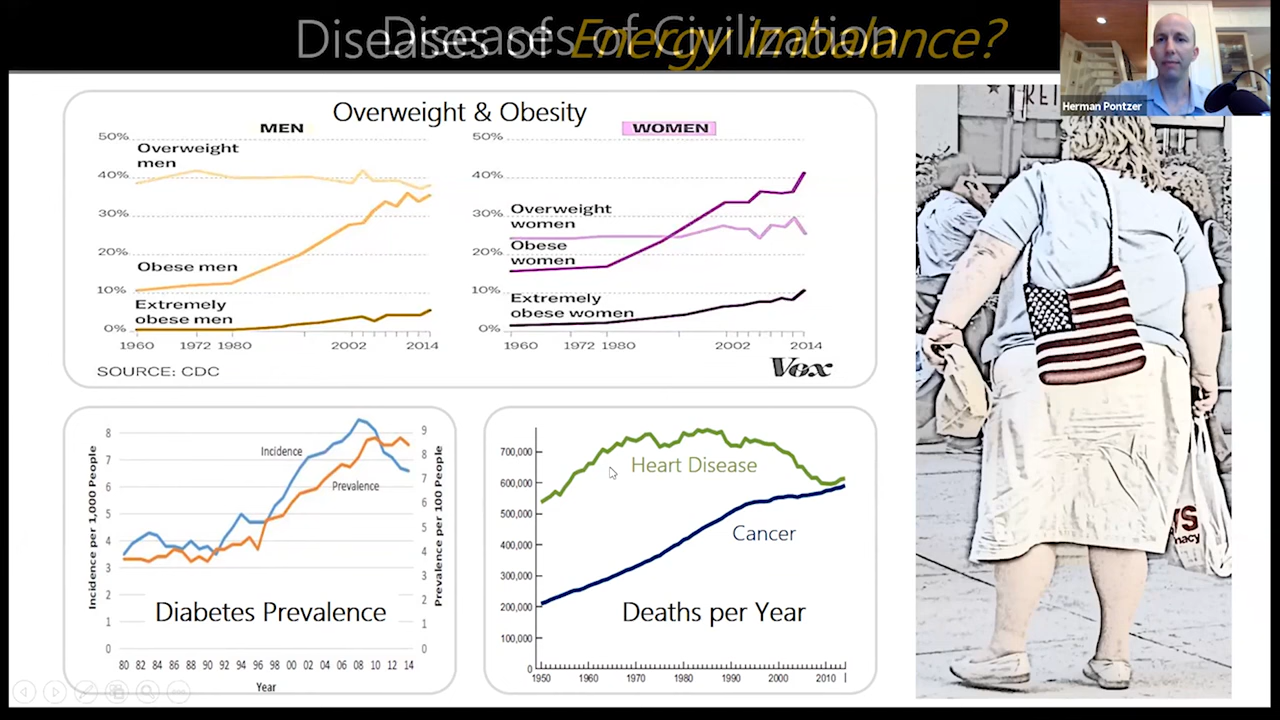 Diseases of Civilization
Diseases of Energy Imbalance?
Herman Pontzer
Overweight & Obesity
MEN
WOMEN
50%
40%
30%
20%
10%
0%
Overweight
men
Obese men
Extremely
obese men
1960
1972
1980
2002
2014
50%
40%
30%
20%
10%
0%
Overweight
women
Obese
women
Extremely
obese women
1960
1972
1980
2002
2014
SOURCE: CDC
Vox
Incidence per 1,000 People
8
7
6
5
4
3
2
1
0
Incidence
Prevalence
9
8
7
6
5
4
3
2
1
0
Prevalence per 100 People
Diabetes Prevalence
80 82 84 86 88 90 92 94 96 98 00 02 04 06 08 10 12 14
Year
700,000
600,000
500,000
400,000
300,000
200,000
100,000
0
Heart Disease
Cancer
Deaths per Year
1950 1960 1970 1980 1990 2000 2010